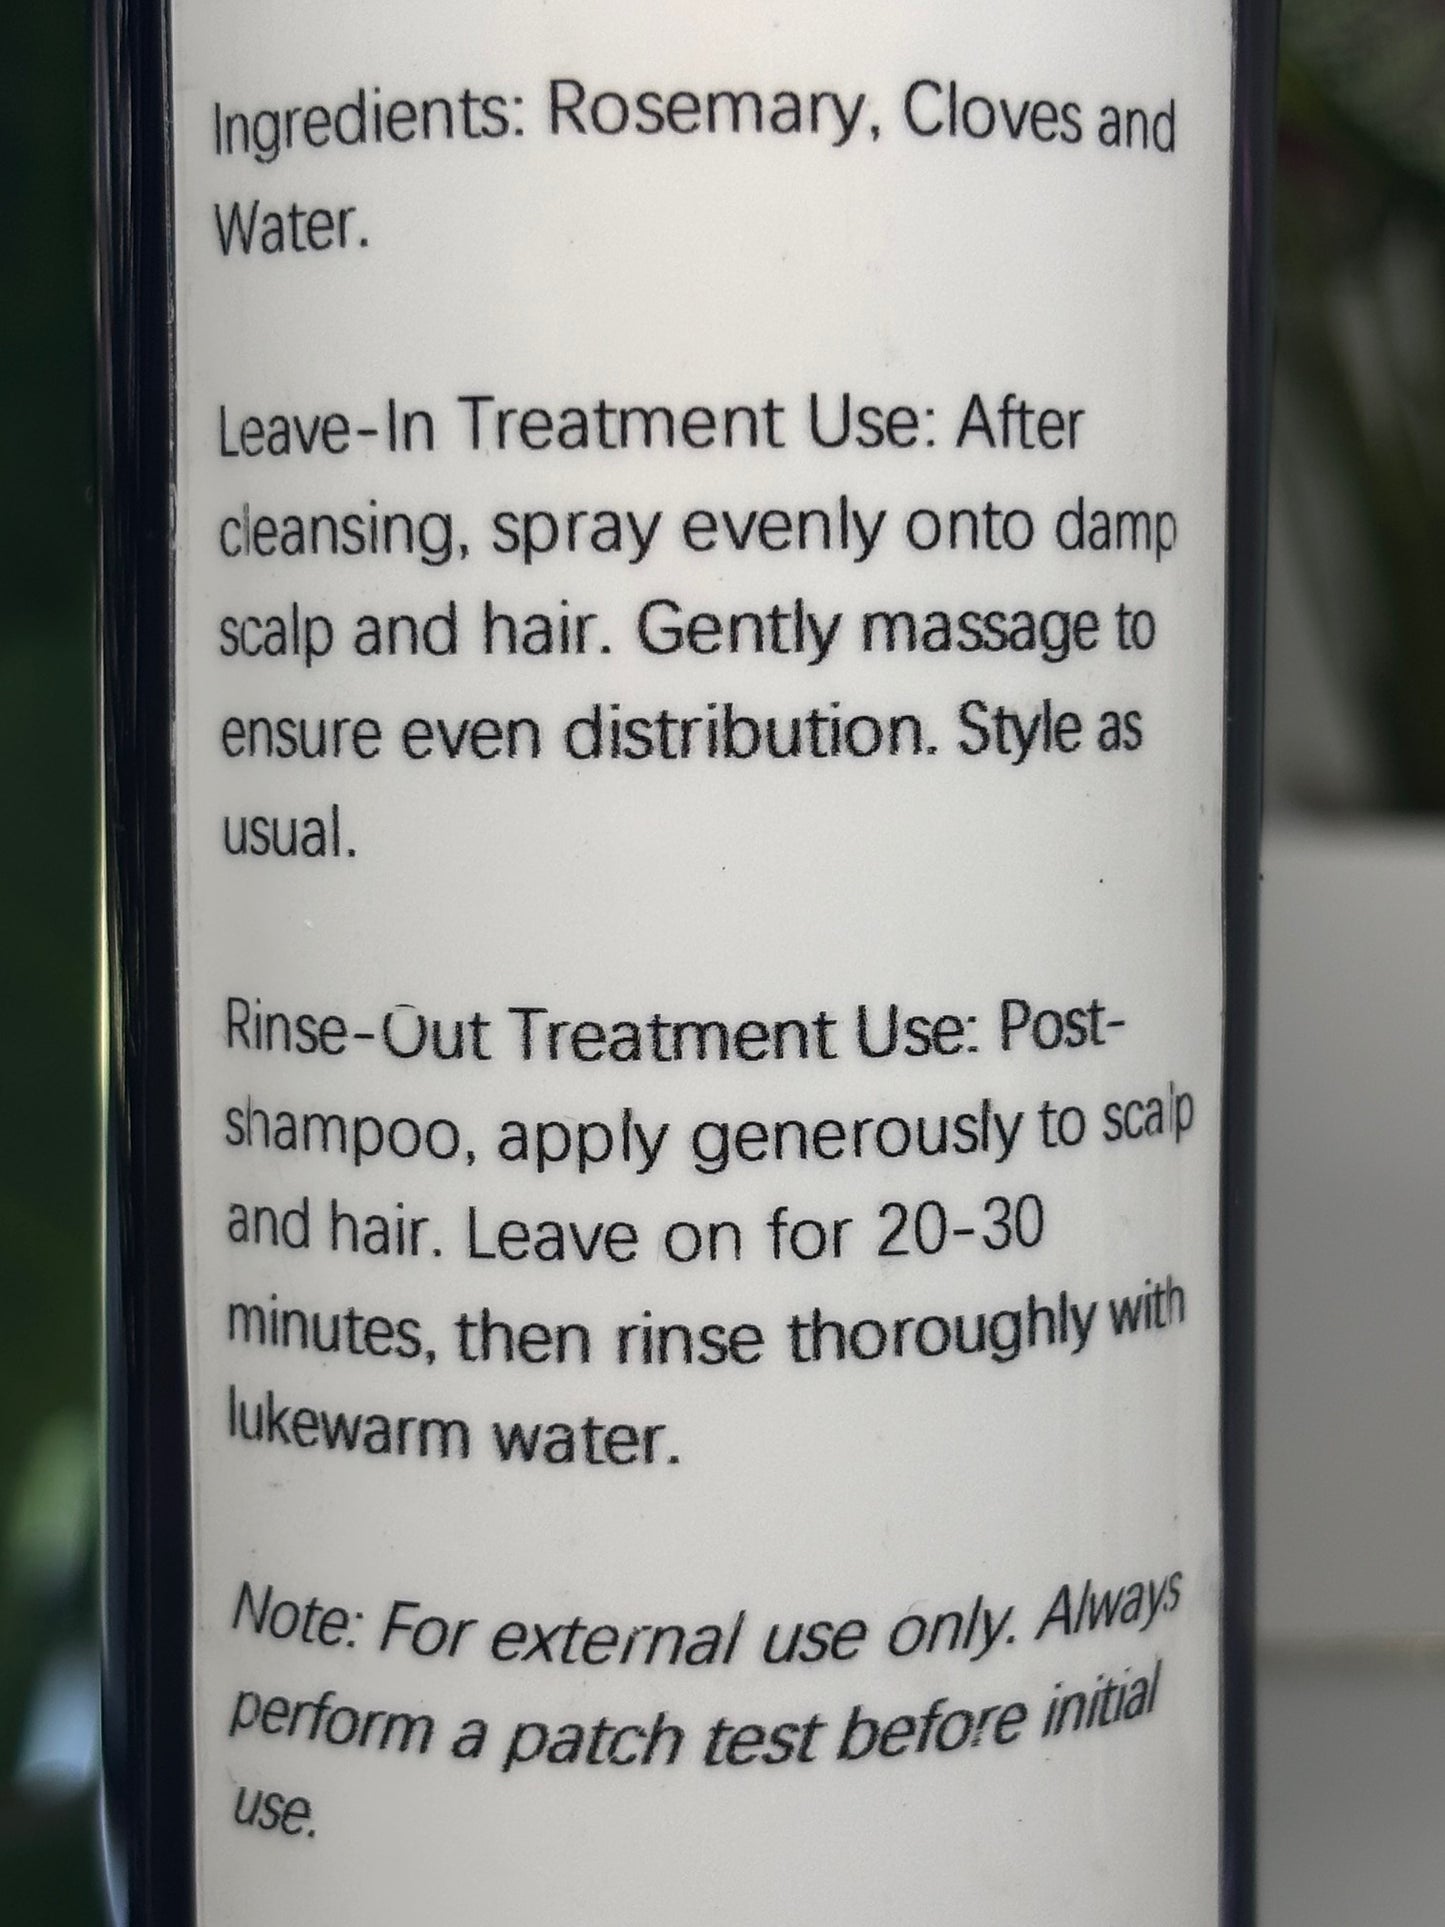 Ingredients: Rosemary, Cloves and
Water.
Leave-In Treatment Use: After
cleansing, spray evenly onto damp
scalp and hair. Gently massage to
ensure even distribution. Style as
usual.
Rinse-Out Treatment Use: Post-
shampoo, apply generously to scalp
and hair. Leave on for 20-30
minutes, then rinse thoroughly with
lukewarm water.
Note: For external use only. Always
perform a patch test before initial
use.